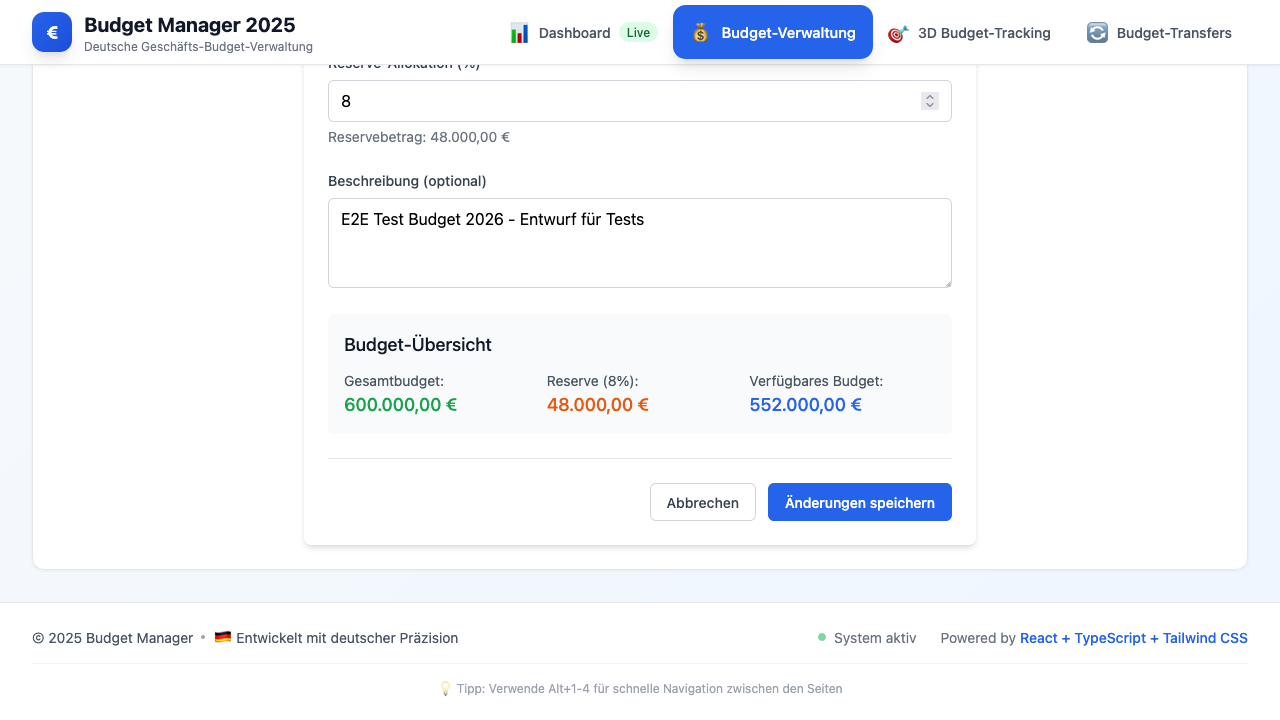 €
Budget Manager 2025
Deutsche Geschäfts-Budget-Verwaltung
Dashboard Live
Budget-Verwaltung
3D Budget-Tracking
Budget-Transfers
Reserve-Allokation (%)
8
Reservebetrag: 48.000,00 €
Beschreibung (optional)
E2E Test Budget 2026 - Entwurf für Tests
Budget-Übersicht
Gesamtbudget: Reserve (8%): Verfügbares Budget:
600.000,00 € 48.000,00 € 552.000,00 €
Abbrechen Änderungen speichern
© 2025 Budget Manager • Entwickelt mit deutscher Präzision
System aktiv Powered by React + TypeScript + Tailwind CSS
Tipp: Verwende Alt+1-4 für schnelle Navigation zwischen den Seiten